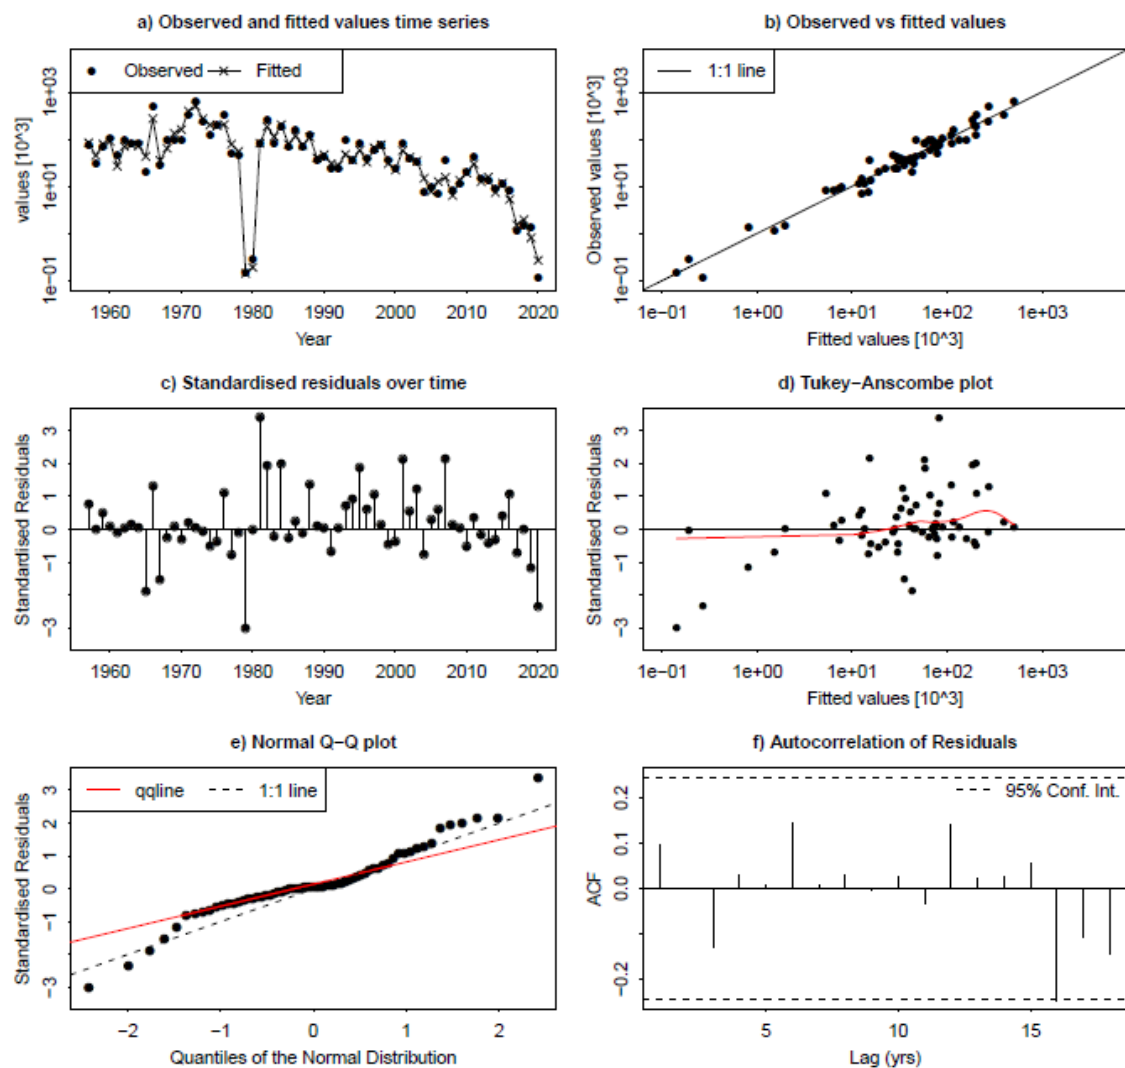 a) Observed and fitted values time series
Observed Fitted
values [10^3]
1e−01 1e+01 1e+03
1960 1970 1980 1990 2000 2010 2020
Year
b) Observed vs fitted values
1:1 line
Observed values [10^3]
1e−01 1e+01 1e+03
1e−01 1e+00 1e+01 1e+02 1e+03
Fitted values [10^3]
c) Standardised residuals over time
Standardised Residuals
−3 −1 0 1 2 3
1960 1970 1980 1990 2000 2010 2020
Year
d) Tukey−Anscombe plot
Standardised Residuals
−3 −1 0 1 2 3
1e−01 1e+00 1e+01 1e+02 1e+03
Fitted values [10^3]
e) Normal Q−Q plot
qqline 1:1 line
Standardised Residuals
−3 −1 0 1 2 3
−2 −1 0 1 2
Quantiles of the Normal Distribution
f) Autocorrelation of Residuals
95% Conf. Int.
ACF
−0.2 0.0 0.1 0.2
5 10 15
Lag (yrs)